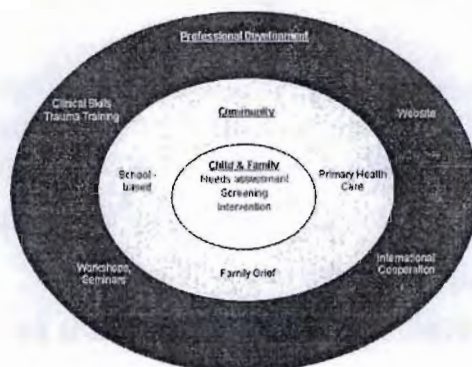 Professional Development
Clinical Skills
Trauma Training
Website
Community
Child & Family
Needs assessment
Screening
Intervention
School-
based
Primary Health
Care
Workshops,
Seminars
Family Grief
International
Cooperation